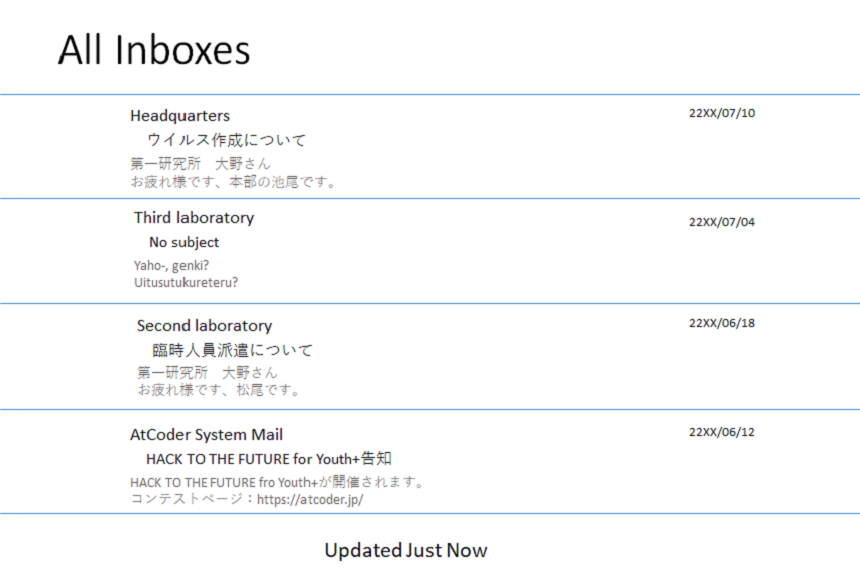 All Inboxes
Headquarters
22XX/07/10
ウイルス作成について
第一研究所　大野さん
お疲れ様です、本部の池尾です。
Third laboratory
22XX/07/04
No subject
Yaho-, genki?
Uitusutukureteru?
Second laboratory
22XX/06/18
臨時人員派遣について
第一研究所　大野さん
お疲れ様です、松尾です。
AtCoder System Mail
22XX/06/12
HACK TO THE FUTURE for Youth+告知
HACK TO THE FUTURE fro Youth+が開催されます。
コンテストページ：https://atcoder.jp/
Updated Just Now